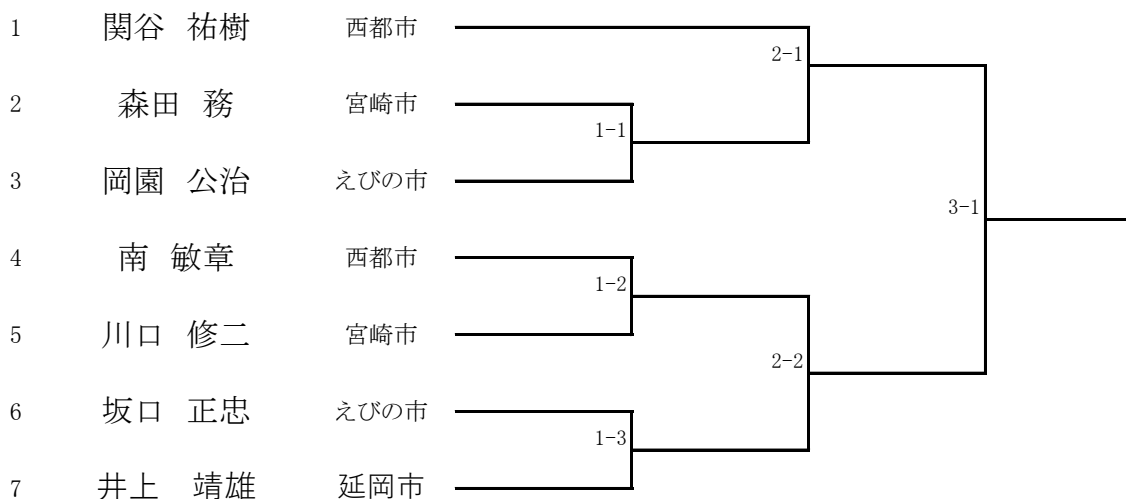 1 関谷 祐樹 西都市
2-1
2 森田 務 宮崎市
1-1
3 岡園 公治 えびの市
3-1
4 南 敏章 西都市
1-2
5 川口 修二 宮崎市
2-2
6 坂口 正忠 えびの市
1-3
7 井上 靖雄 延岡市